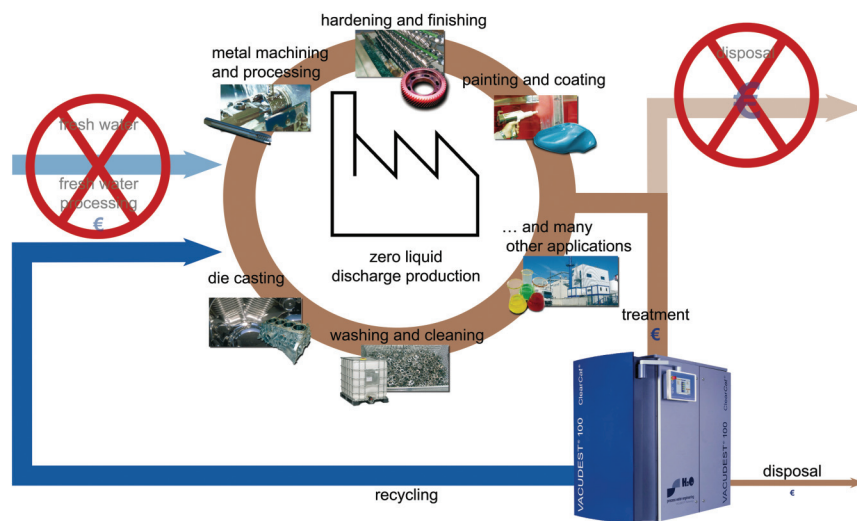 hardening and finishing
metal machining
and processing
painting and coating
disposal
€
fresh water
fresh water
processing
€
zero liquid
discharge production
… and many
other applications
die casting
washing and cleaning
treatment
€
ClearCat®
VACUDEST® 100
ClearCat®
VACUDEST® 100
H2O
recycling
disposal
€